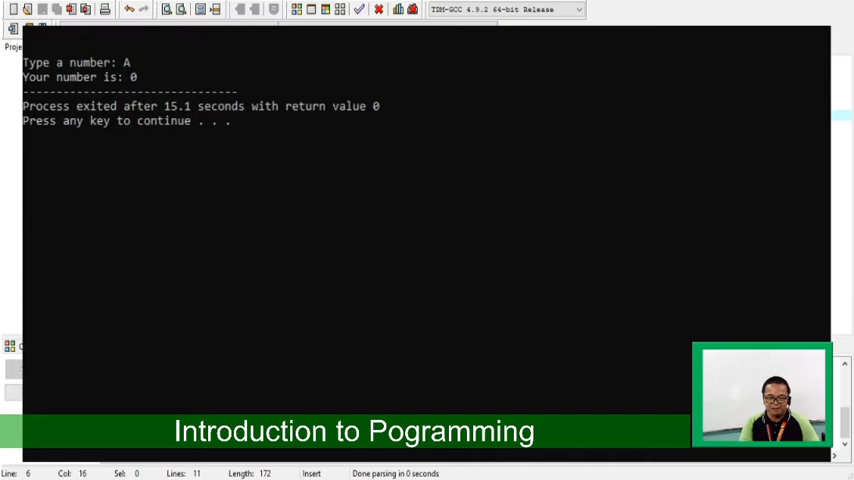 TDM-GCC 4.9.2 64-bit Release
Proje
Type a number: A
Your number is: 0
--------------------------------
Process exited after 15.1 seconds with return value 0
Press any key to continue . . .
Introduction to Pogramming
Line: 6 Col: 16 Sel: 0 Lines: 11 Length: 172 Insert Done parsing in 0 seconds